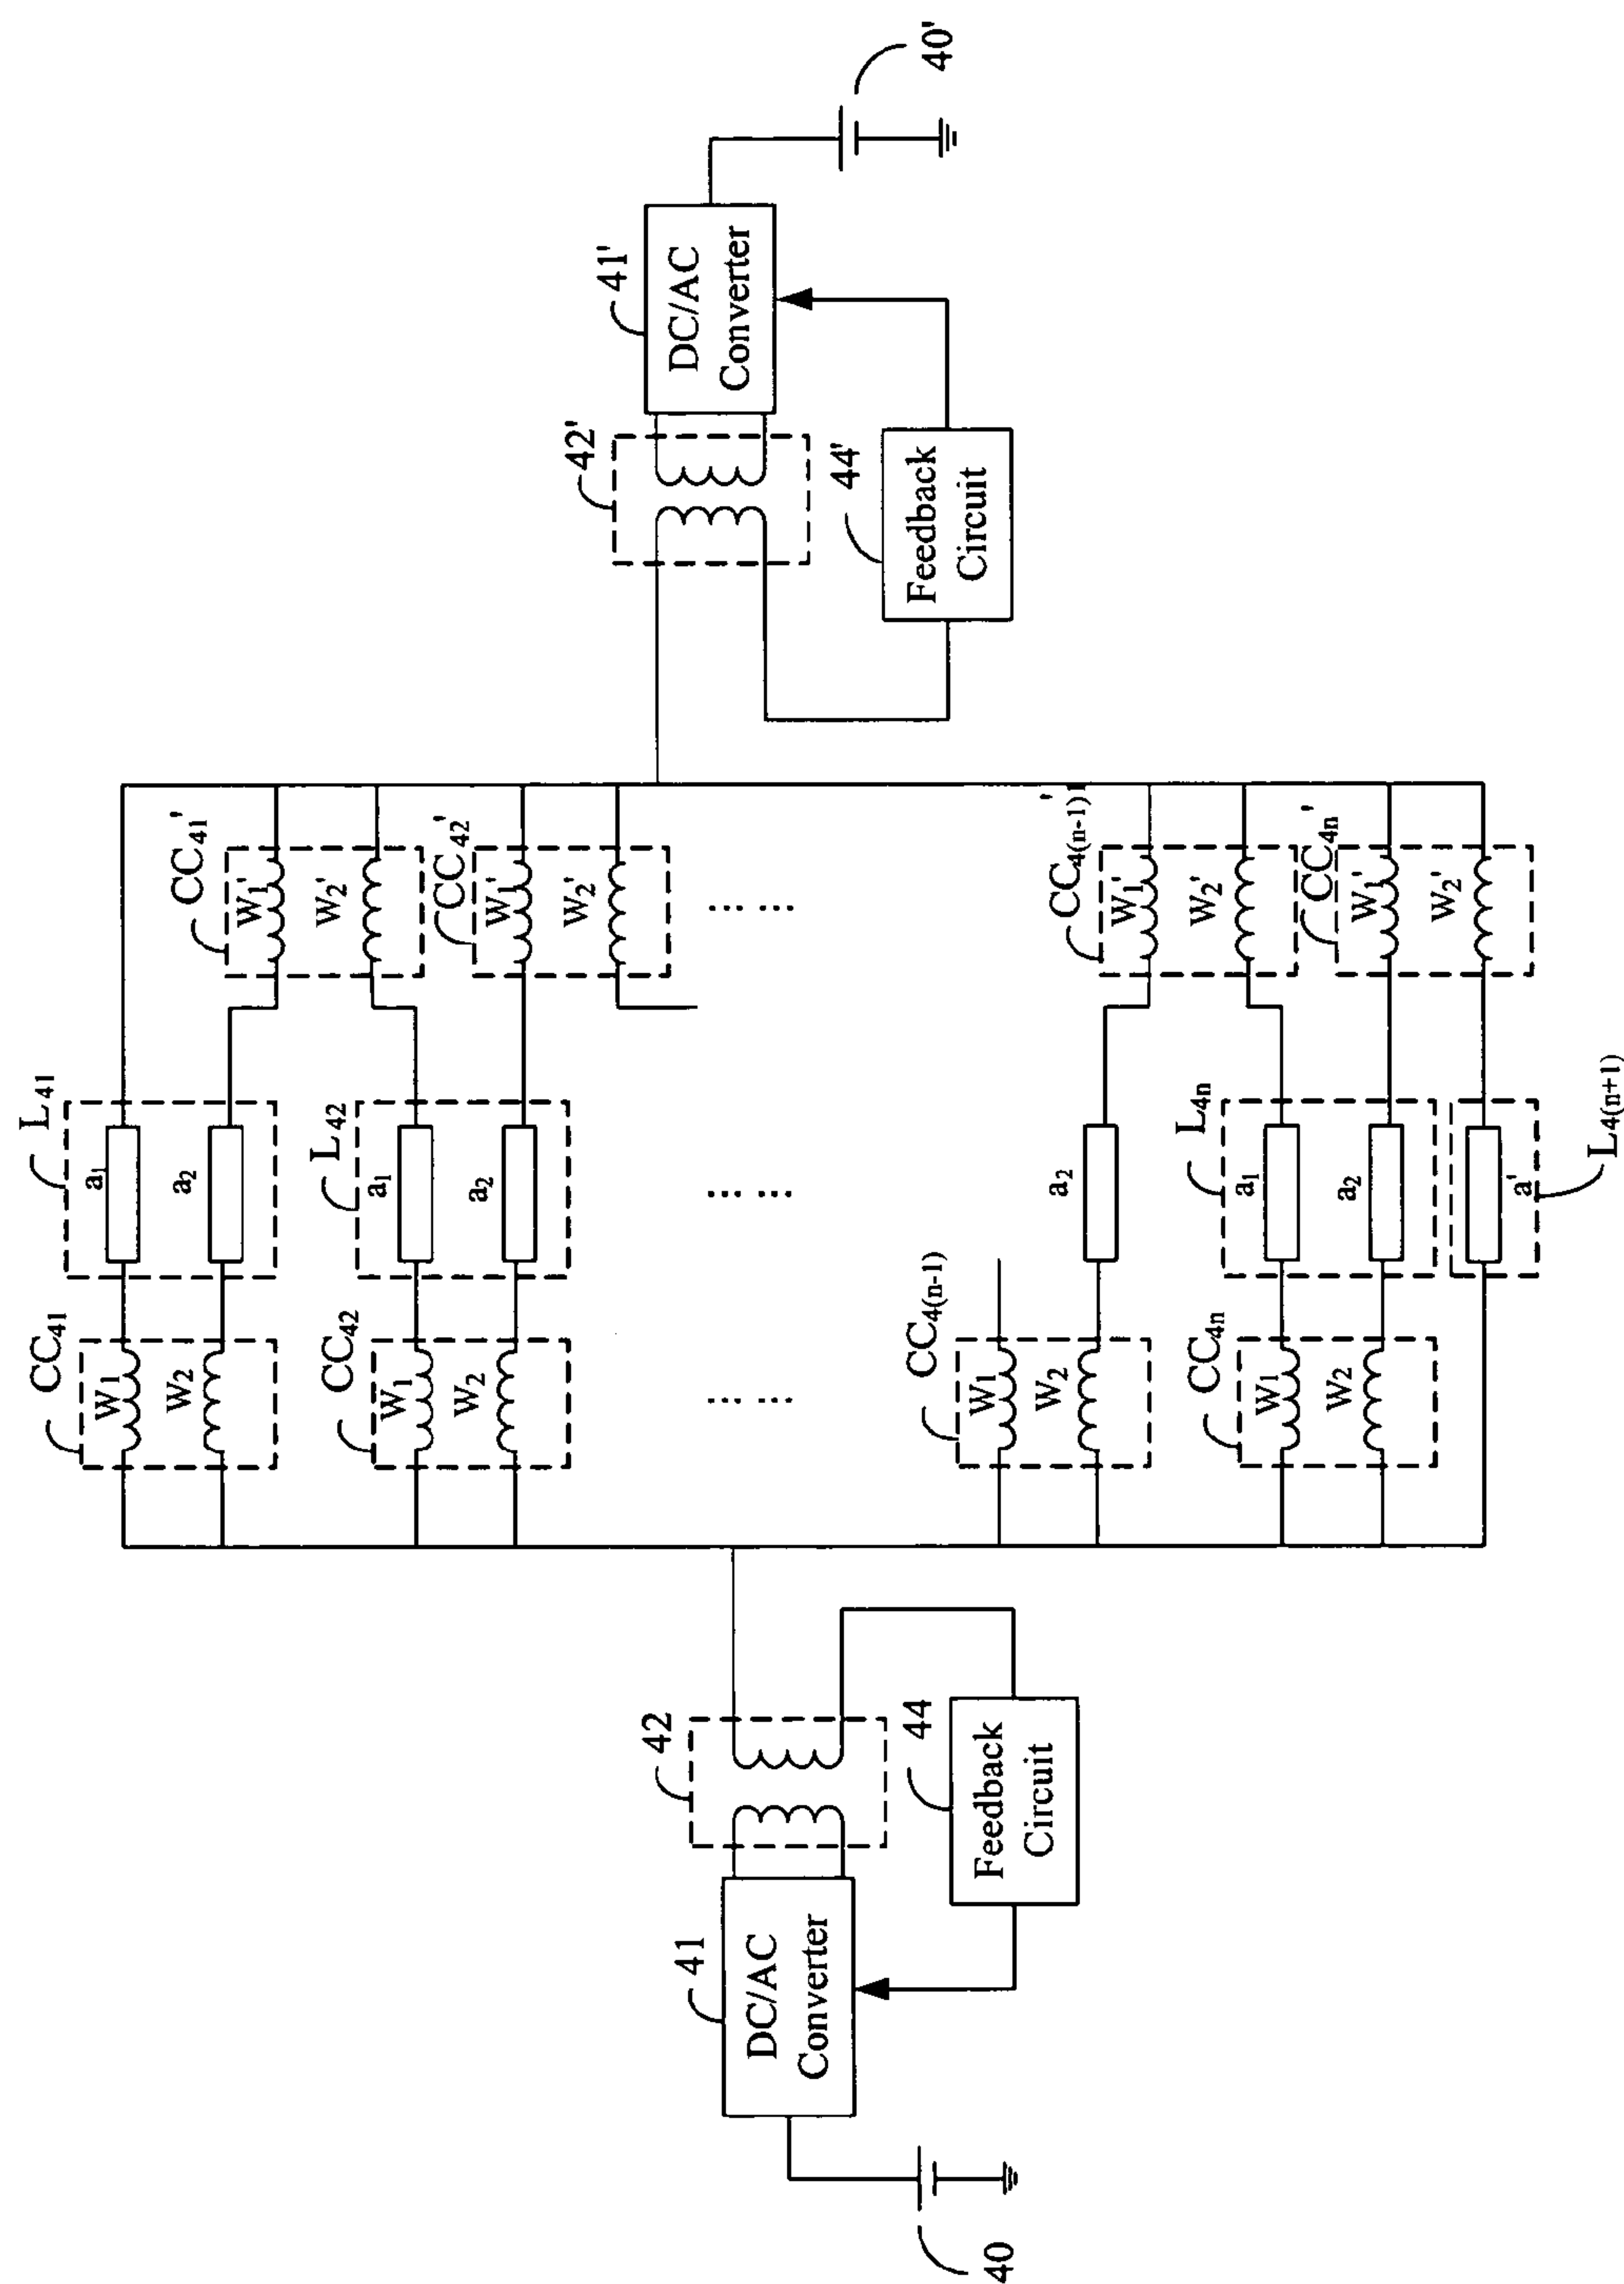 40
41
DC/AC
Converter
42
44
Feedback
Circuit
CC₄₁
W₁
W₂
CC₄₂
W₁
W₂
... ...
CC₄₍ₙ₋₁₎
W₁
W₂
CC₄ₙ
W₁
W₂
L₄₁
a₁
a₂
L₄₂
a₁
a₂
... ...
a₂
L₄ₙ
a₁
a₂
a'
L₄₍ₙ₊₁₎
CC₄₁'
W₁'
W₂'
CC₄₂'
W₁'
W₂'
... ...
CC₄₍ₙ₋₁₎'
W₁'
W₂'
CC₄ₙ'
W₁'
W₂'
42'
41'
DC/AC
Converter
44'
Feedback
Circuit
40'